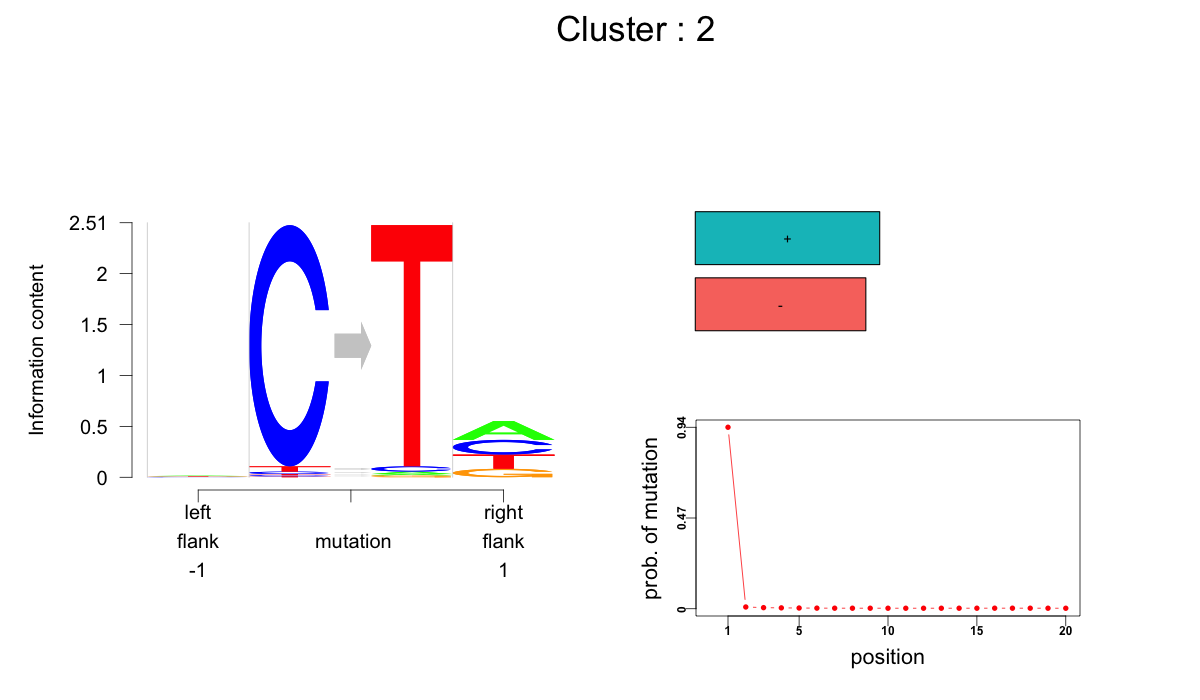 Cluster : 2
Information content
2.51
2
1.5
1
0.5
0
C
T
A
C
T
G
left
flank
-1
mutation
right
flank
1
+
-
prob. of mutation
0.94
0.47
0
1
5
10
15
20
position